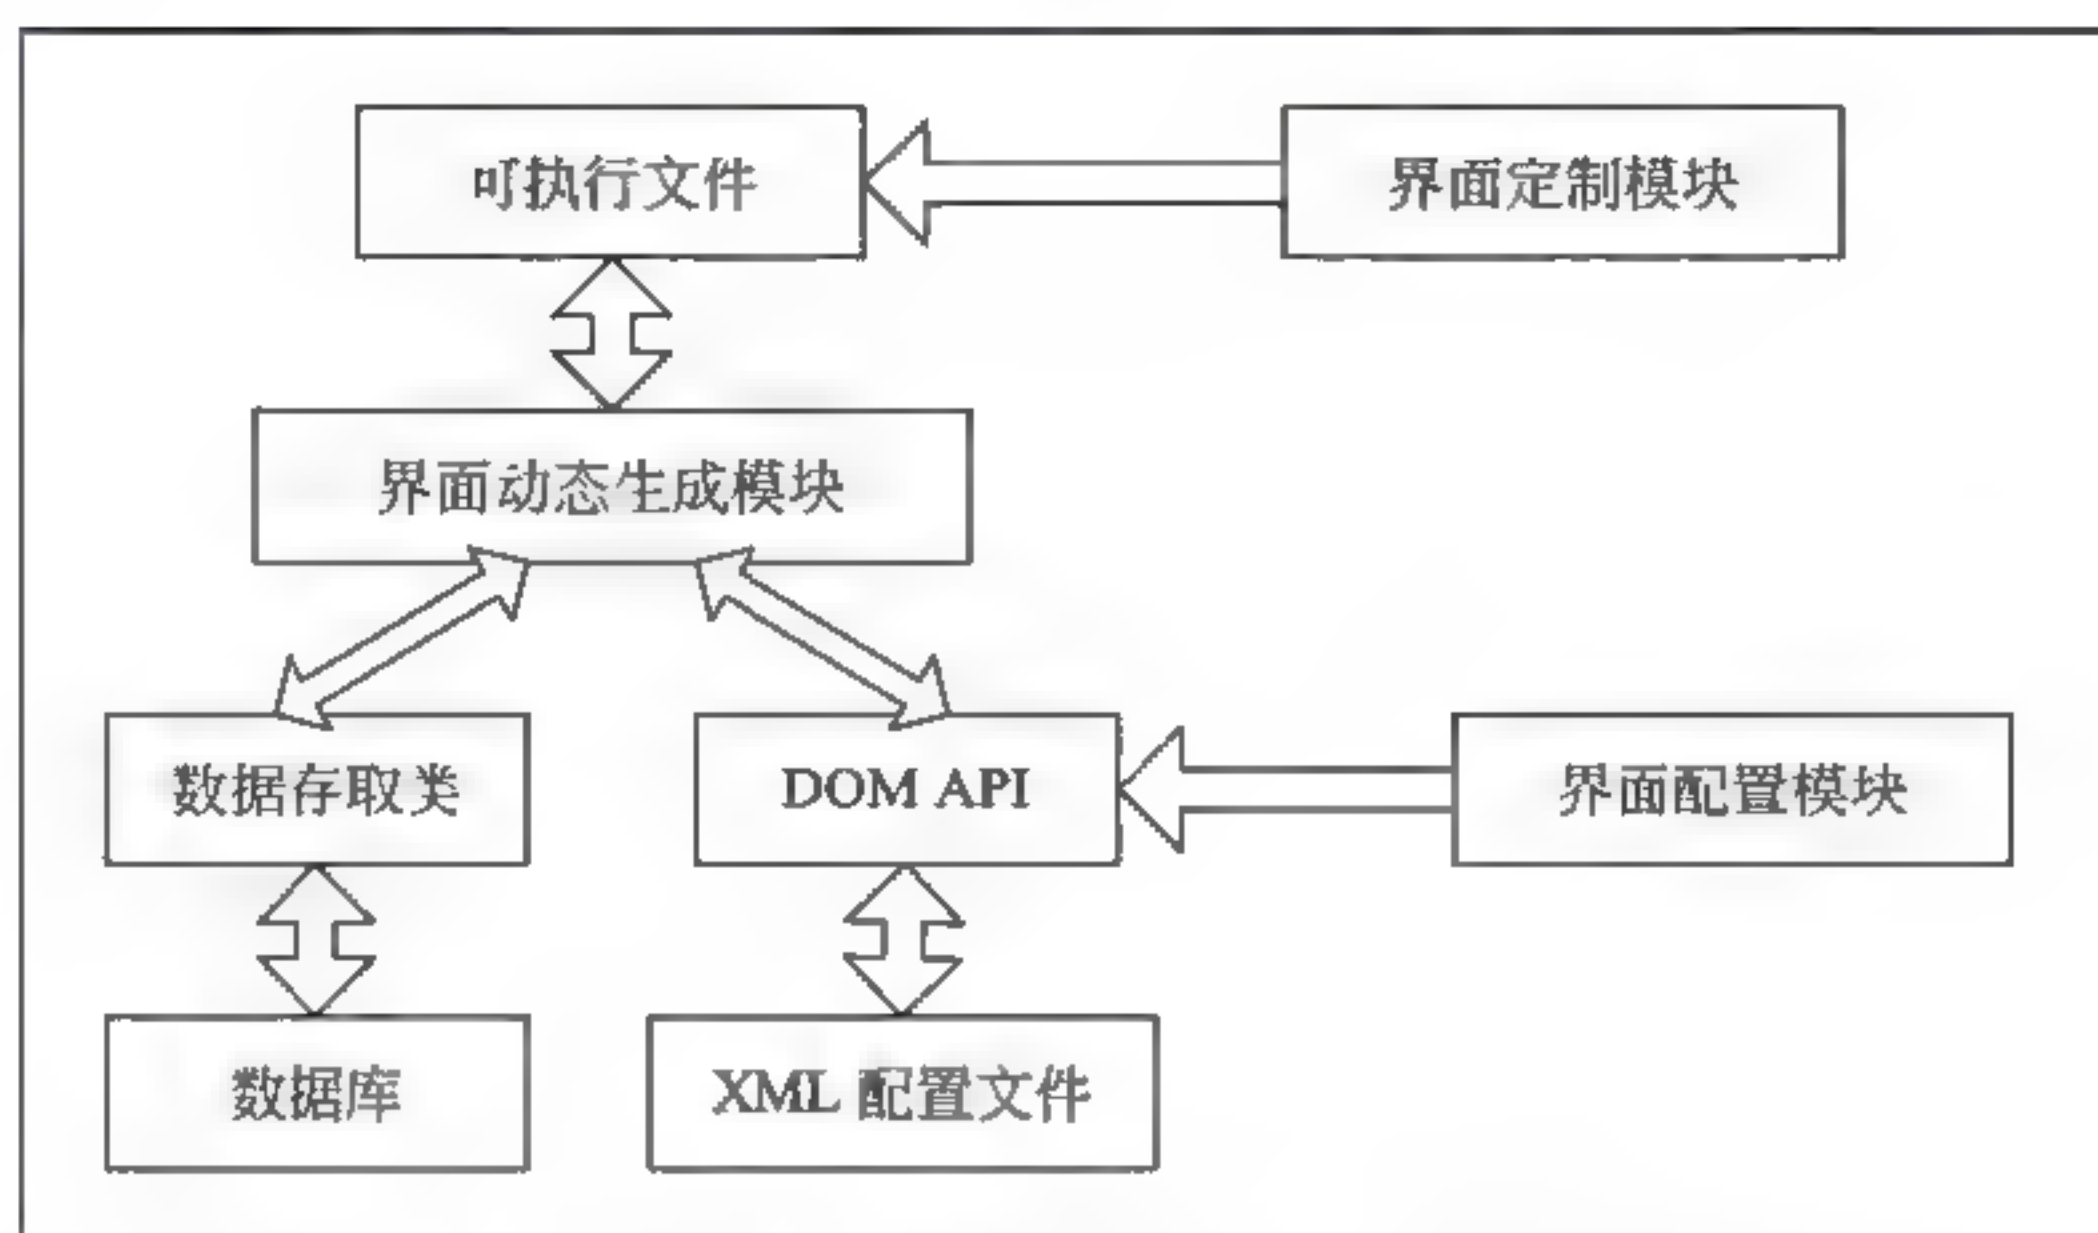 可执行文件
界面定制模块
界面动态生成模块
数据存取类
DOM API
界面配置模块
数据库
XML 配置文件